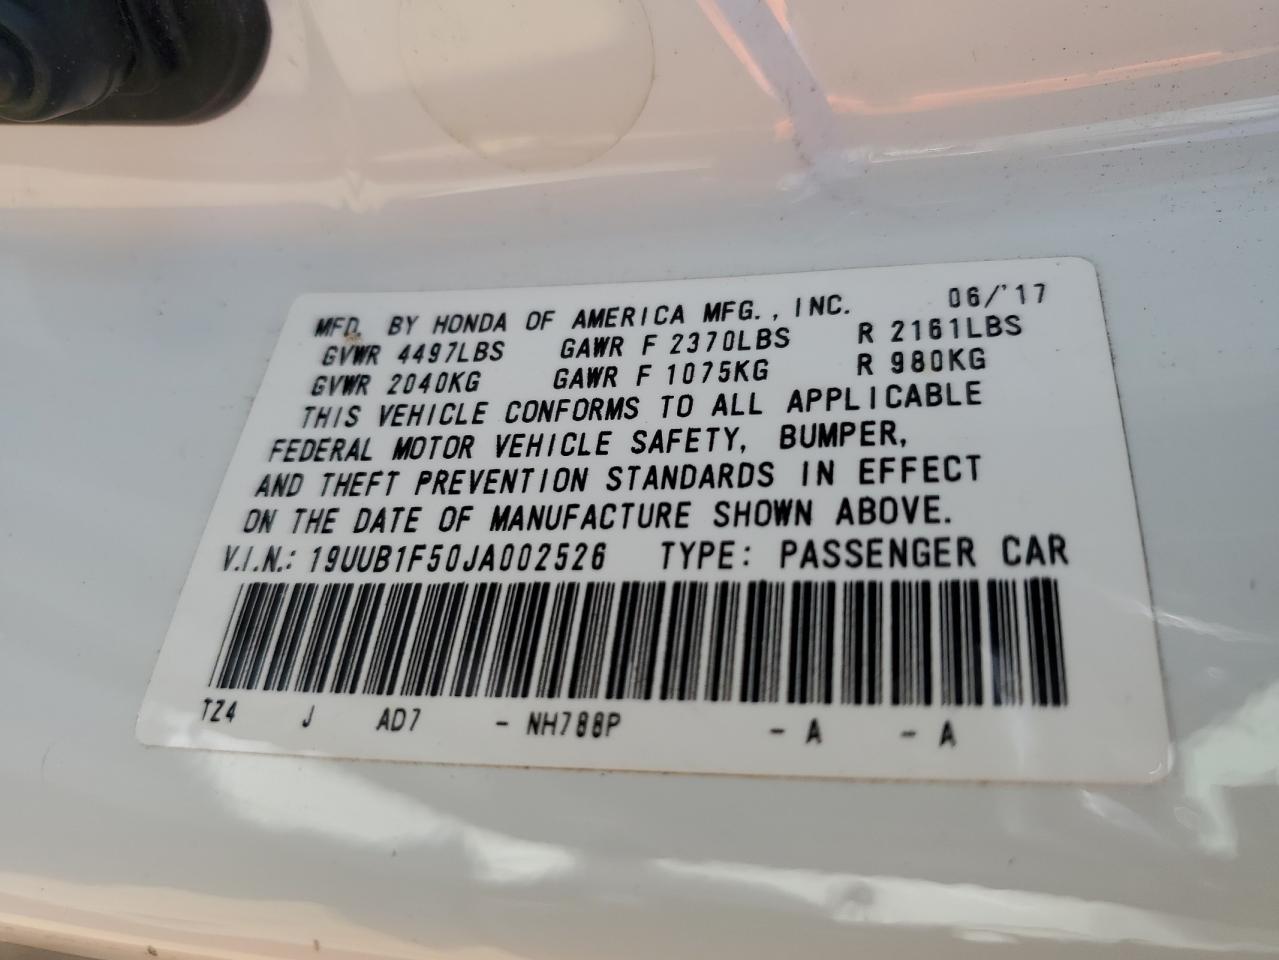 MFD. BY HONDA OF AMERICA MFG., INC. 06/'17
GVWR 4497LBS GAWR F 2370LBS R 2161LBS
GVWR 2040KG GAWR F 1075KG R 980KG
THIS VEHICLE CONFORMS TO ALL APPLICABLE
FEDERAL MOTOR VEHICLE SAFETY, BUMPER,
AND THEFT PREVENTION STANDARDS IN EFFECT
ON THE DATE OF MANUFACTURE SHOWN ABOVE.
V.I.N.: 19UUB1F50JA002526 TYPE: PASSENGER CAR
TZ4 J AD7 - NH788P - A - A